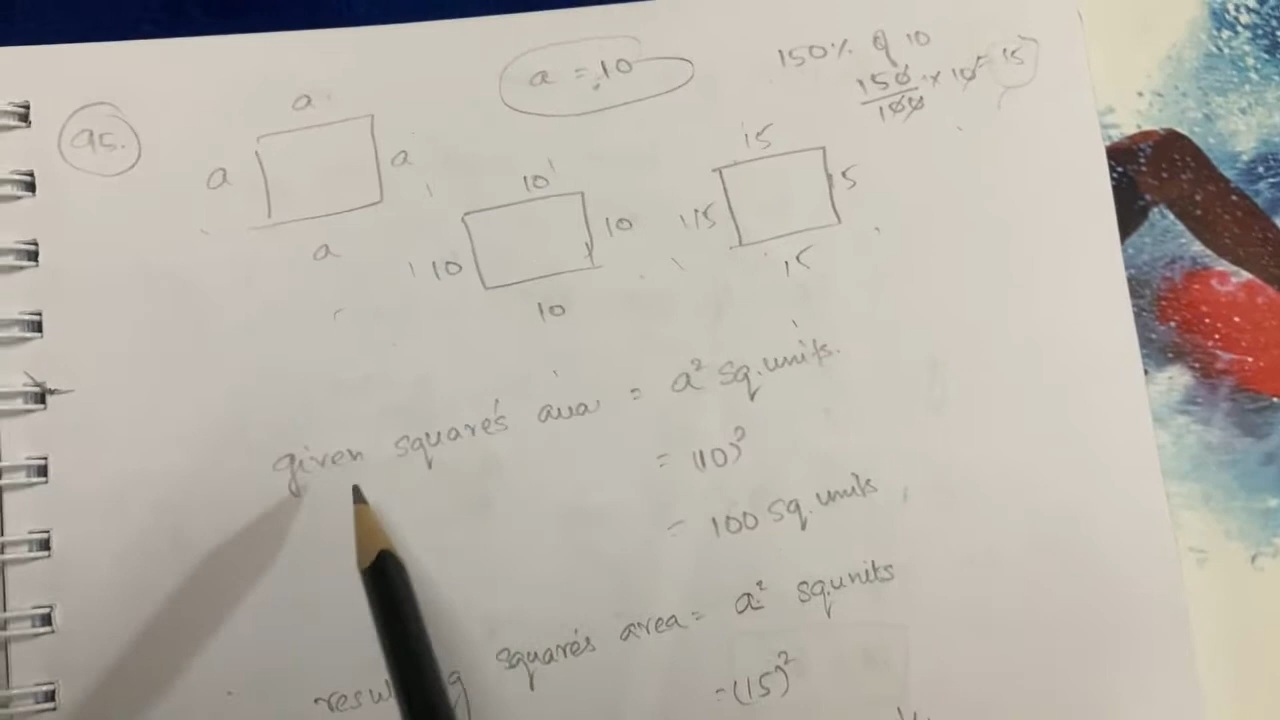 95.
a = 10
150% of 10
150/100 × 10 = 15
a
a
a
a
10
10
10
10
15
15
15
15
given square's area = a² sq.units.
= (10)²
= 100 sq.units
square's area = a² sq.units
= (15)²